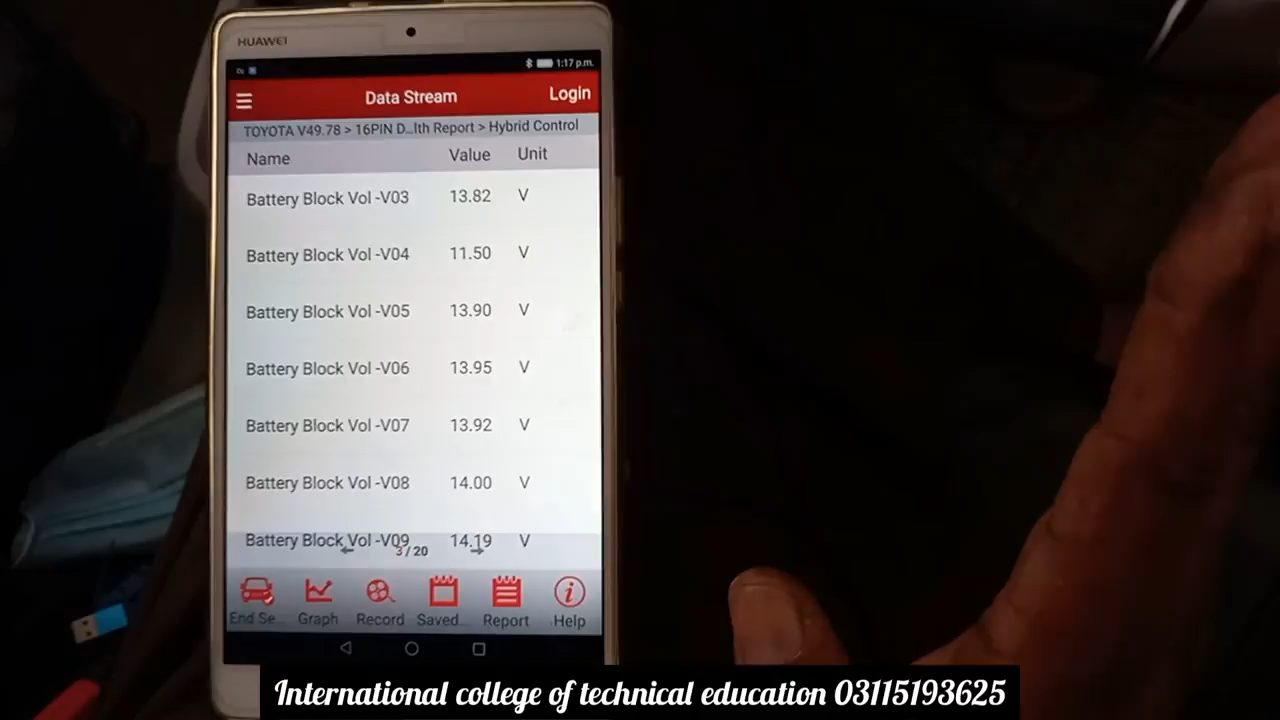 HUAWEI
1:17 p.m.
Data Stream
Login
TOYOTA V49.78 > 16PIN D...lth Report > Hybrid Control
Name Value Unit
Battery Block Vol -V03 13.82 V
Battery Block Vol -V04 11.50 V
Battery Block Vol -V05 13.90 V
Battery Block Vol -V06 13.95 V
Battery Block Vol -V07 13.92 V
Battery Block Vol -V08 14.00 V
Battery Block Vol -V09 14.19 V
3/20
End Se... Graph Record Saved... Report Help
International college of technical education 03115193625